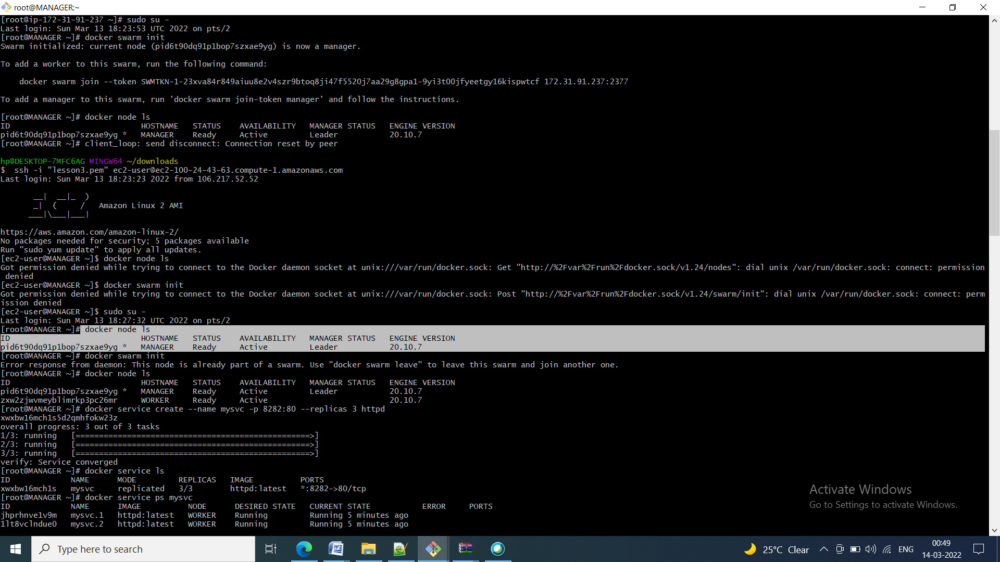 root@MANAGER:~
[root@ip-172-31-91-237 ~]# sudo su -
Last login: Sun Mar 13 18:23:53 UTC 2022 on pts/2
[root@MANAGER ~]# docker swarm init
Swarm initialized: current node (pid6t90dq91p1bop7szxae9yg) is now a manager.
To add a worker to this swarm, run the following command:
docker swarm join --token SWMTKN-1-23xva84r849aiuu8e2v4szr9btoq8ji47f5520j7aa29g8gpa1-9yi3t00jfyeetgy16kispwtcf 172.31.91.237:2377
To add a manager to this swarm, run 'docker swarm join-token manager' and follow the instructions.
[root@MANAGER ~]# docker node ls
ID HOSTNAME STATUS AVAILABILITY MANAGER STATUS ENGINE VERSION
pid6t90dq91p1bop7szxae9yg * MANAGER Ready Active Leader 20.10.7
[root@MANAGER ~]# client_loop: send disconnect: Connection reset by peer
hp@DESKTOP-7MFC6AG MINGW64 ~/downloads
$ ssh -i "lesson3.pem" ec2-user@ec2-100-24-43-63.compute-1.amazonaws.com
Last login: Sun Mar 13 18:23:23 2022 from 106.217.52.52
__| __|_ )
_| ( / Amazon Linux 2 AMI
___|\___|___|
https://aws.amazon.com/amazon-linux-2/
No packages needed for security; 5 packages available
Run "sudo yum update" to apply all updates.
[ec2-user@MANAGER ~]$ docker node ls
Got permission denied while trying to connect to the Docker daemon socket at unix:///var/run/docker.sock: Get "http://%2Fvar%2Frun%2Fdocker.sock/v1.24/nodes": dial unix /var/run/docker.sock: connect: permission
denied
[ec2-user@MANAGER ~]$ docker swarm init
Got permission denied while trying to connect to the Docker daemon socket at unix:///var/run/docker.sock: Post "http://%2Fvar%2Frun%2Fdocker.sock/v1.24/swarm/init": dial unix /var/run/docker.sock: connect: perm
ission denied
[ec2-user@MANAGER ~]$ sudo su -
Last login: Sun Mar 13 18:27:32 UTC 2022 on pts/2
[root@MANAGER ~]# docker node ls
ID HOSTNAME STATUS AVAILABILITY MANAGER STATUS ENGINE VERSION
pid6t90dq91p1bop7szxae9yg * MANAGER Ready Active Leader 20.10.7
[root@MANAGER ~]# docker swarm init
Error response from daemon: This node is already part of a swarm. Use "docker swarm leave" to leave this swarm and join another one.
[root@MANAGER ~]# docker node ls
ID HOSTNAME STATUS AVAILABILITY MANAGER STATUS ENGINE VERSION
pid6t90dq91p1bop7szxae9yg * MANAGER Ready Active Leader 20.10.7
zxw2zjwvmeyblimrkp3pc26mr WORKER Ready Active 20.10.7
[root@MANAGER ~]# docker service create --name mysvc -p 8282:80 --replicas 3 httpd
xwxbw16mch1s5d2qmhfokw23z
overall progress: 3 out of 3 tasks
1/3: running [==================================================>]
2/3: running [==================================================>]
3/3: running [==================================================>]
verify: Service converged
[root@MANAGER ~]# docker service ls
ID NAME MODE REPLICAS IMAGE PORTS
xwxbw16mch1s mysvc replicated 3/3 httpd:latest *:8282->80/tcp
[root@MANAGER ~]# docker service ps mysvc
ID NAME IMAGE NODE DESIRED STATE CURRENT STATE ERROR PORTS
jhprhnve1v9m mysvc.1 httpd:latest WORKER Running Running 5 minutes ago
1lt8vclndue0 mysvc.2 httpd:latest WORKER Running Running 5 minutes ago
Activate Windows
Go to Settings to activate Windows.
Type here to search
25°C Clear
ENG
00:49
14-03-2022